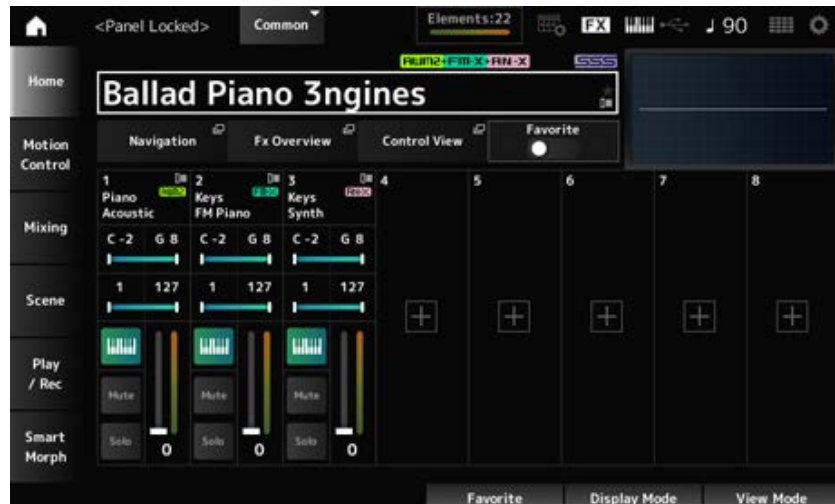 <Panel Locked>
Common
Elements:22
FX
♩ 90
AWM2+FM-X+AN-X
SSS
Home
Ballad Piano 3ngines
Navigation
Fx Overview
Control View
Favorite
Motion
Control
1
Piano
Acoustic
2
Keys
FM Piano
3
Keys
Synth
AN-X
4
5
6
7
8
Mixing
C -2 G 8
C -2 G 8
C -2 G 8
Scene
1 127
1 127
1 127
Play
/ Rec
Mute
Mute
Mute
Smart
Morph
Solo
0
Solo
0
Solo
0
Favorite
Display Mode
View Mode